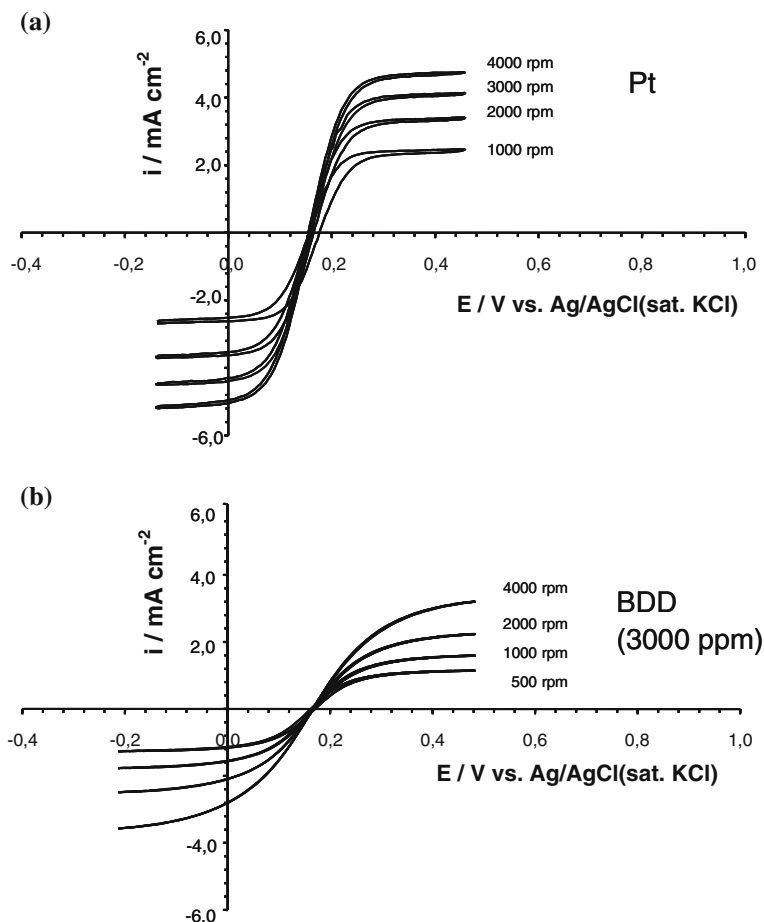 (a)
6,0
4,0
2,0
-2,0
-6,0
i / mA cm⁻²
4000 rpm
3000 rpm
2000 rpm
1000 rpm
Pt
-0,4 -0,2 0,0 0,2 0,4 0,6 0,8 1,0
E / V vs. Ag/AgCl(sat. KCl)
(b)
6,0
4,0
2,0
-4,0
-6,0
i / mA cm⁻²
4000 rpm
2000 rpm
1000 rpm
500 rpm
BDD
(3000 ppm)
-0,4 -0,2 0,0 0,2 0,4 0,6 0,8 1,0
E / V vs. Ag/AgCl(sat. KCl)